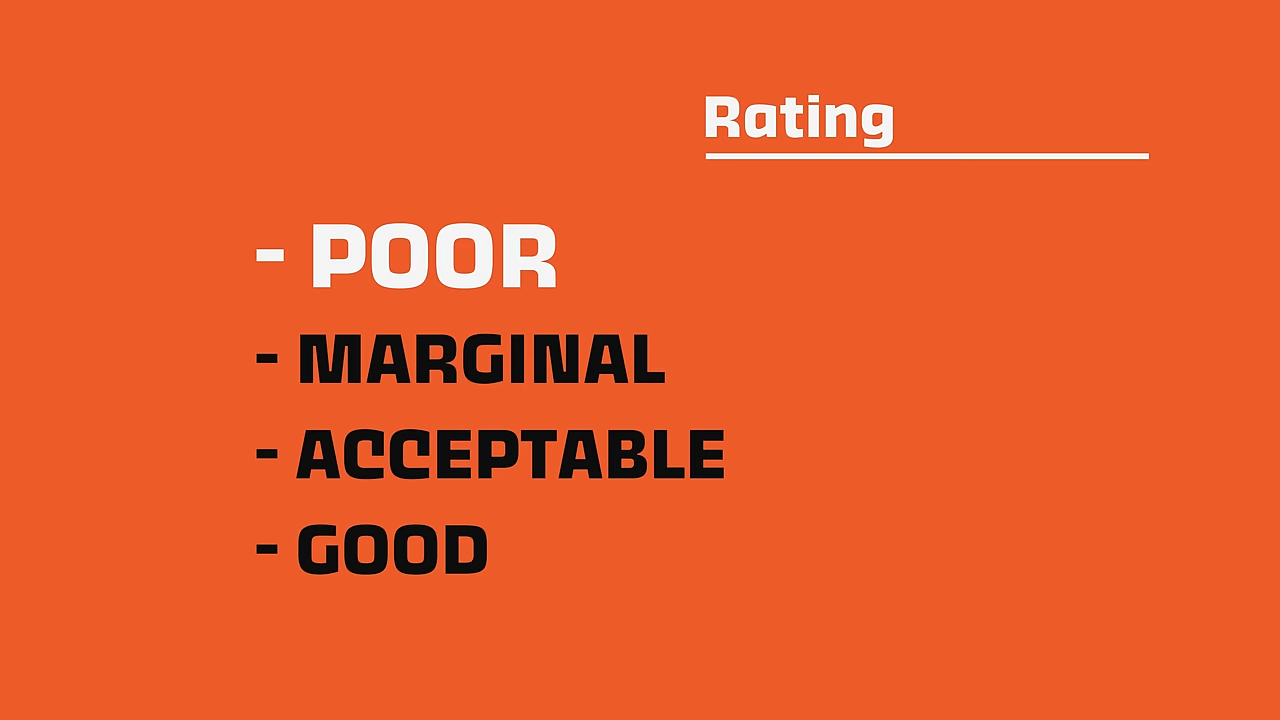 Rating
- POOR
- MARGINAL
- ACCEPTABLE
- GOOD